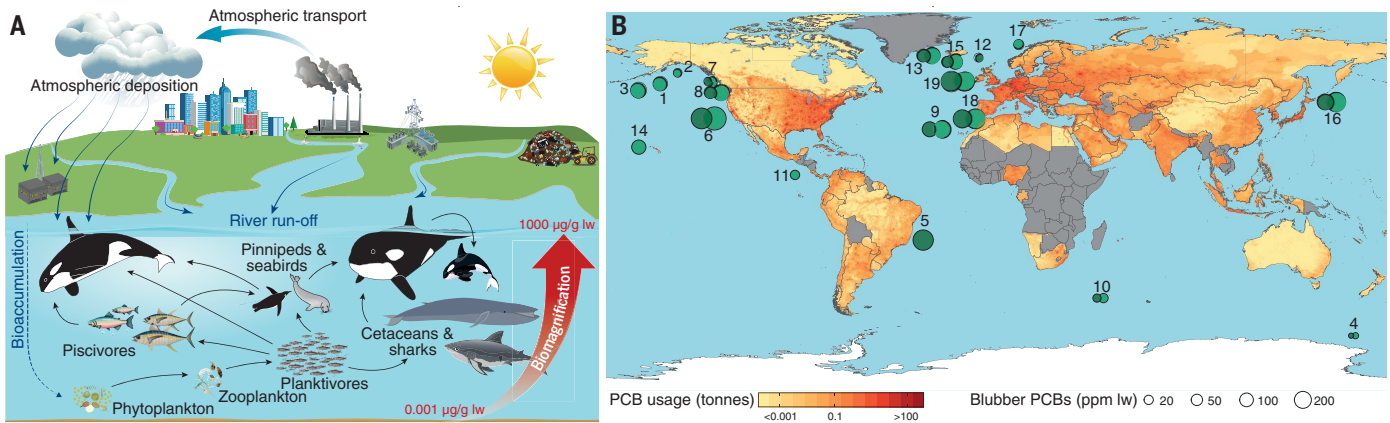 A
Atmospheric transport
Atmospheric deposition
River run-off
1000 µg/g lw
Bioaccumulation
Pinnipeds &
seabirds
Piscivores
Cetaceans &
sharks
Biomagnification
Planktivores
Zooplankton
Phytoplankton
0.001 µg/g lw
B
17
15
12
13
7
2
3
1
8
19
6
9
18
16
14
11
5
10
4
PCB usage (tonnes)
<0.001
0.1
>100
Blubber PCBs (ppm lw)
20
50
100
200